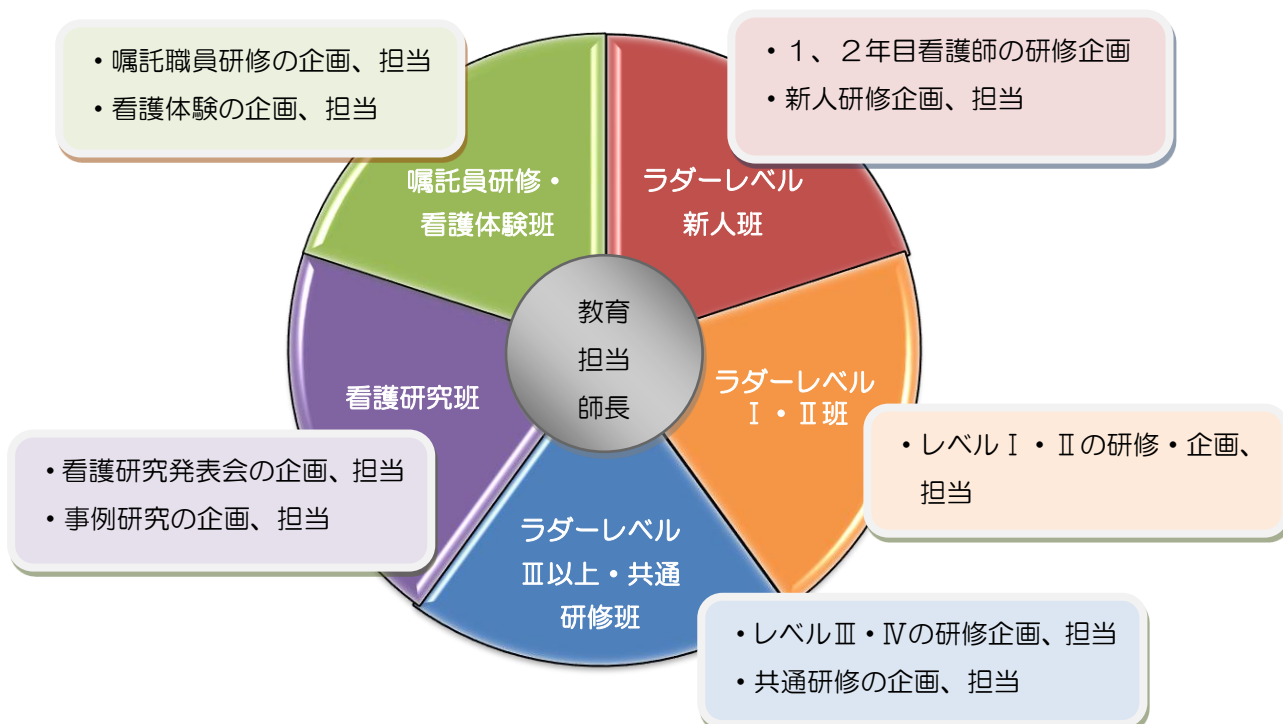 ・嘱託職員研修の企画、担当
・看護体験の企画、担当
・１、２年目看護師の研修企画
・新人研修企画、担当
嘱託員研修・
看護体験班
ラダーレベル
新人班
教育
担当
師長
看護研究班
ラダーレベル
Ⅰ・Ⅱ班
・看護研究発表会の企画、担当
・事例研究の企画、担当
・レベルⅠ・Ⅱの研修・企画、
担当
ラダーレベル
Ⅲ以上・共通
研修班
・レベルⅢ・Ⅳの研修企画、担当
・共通研修の企画、担当